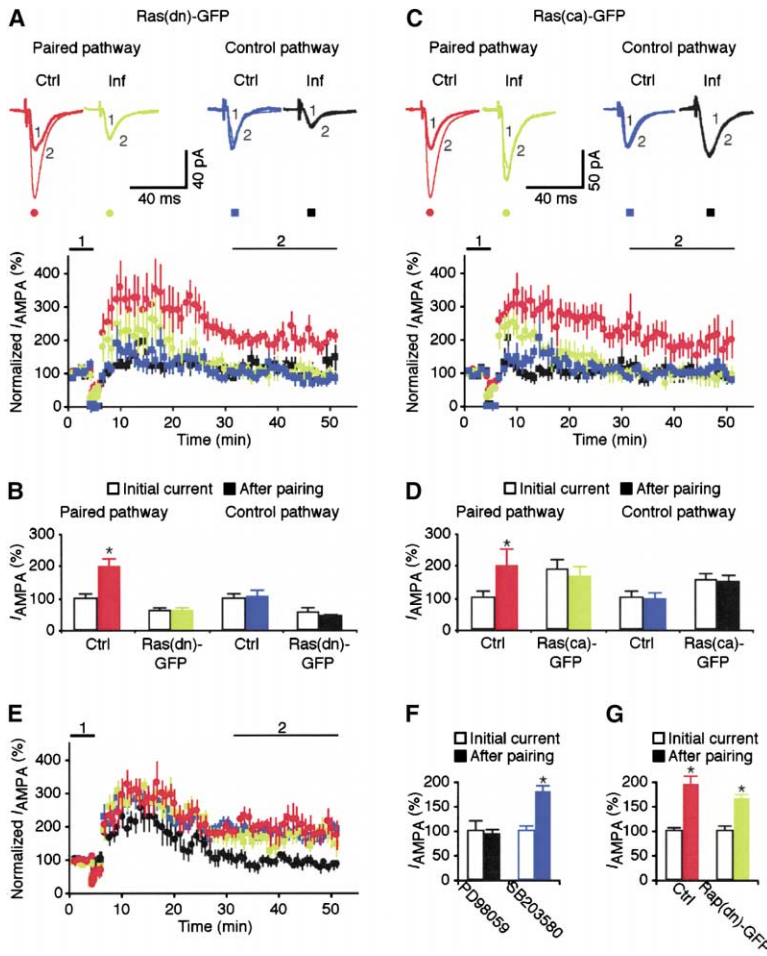 A
Ras(dn)-GFP
Paired pathway
Control pathway
Ctrl
Inf
Ctrl
Inf
1
2
1
2
1
1
2
40 ms
40 pA
1
2
Normalized IAMPA (%)
400
300
200
100
0
0 10 20 30 40 50
Time (min)
C
Ras(ca)-GFP
Paired pathway
Control pathway
Ctrl
Inf
Ctrl
Inf
1
2
1
2
1
2
1
2
40 ms
50 pA
1
2
Normalized IAMPA (%)
400
300
200
100
0
0 10 20 30 40 50
Time (min)
B
Initial current
After pairing
Paired pathway
Control pathway
IAMPA (%)
300
200
100
0
*
Ctrl
Ras(dn)-
GFP
Ctrl
Ras(dn)-
GFP
D
Initial current
After pairing
Paired pathway
Control pathway
IAMPA (%)
300
200
100
0
*
Ctrl
Ras(ca)-
GFP
Ctrl
Ras(ca)-
GFP
E
1
2
Normalized IAMPA (%)
400
300
200
100
0
0 10 20 30 40 50
Time (min)
F
Initial current
After pairing
IAMPA (%)
200
150
100
50
0
*
PD98059
SB203580
G
Initial current
After pairing
IAMPA (%)
200
150
100
50
0
*
*
Ctrl
Rap(dn)-GFP